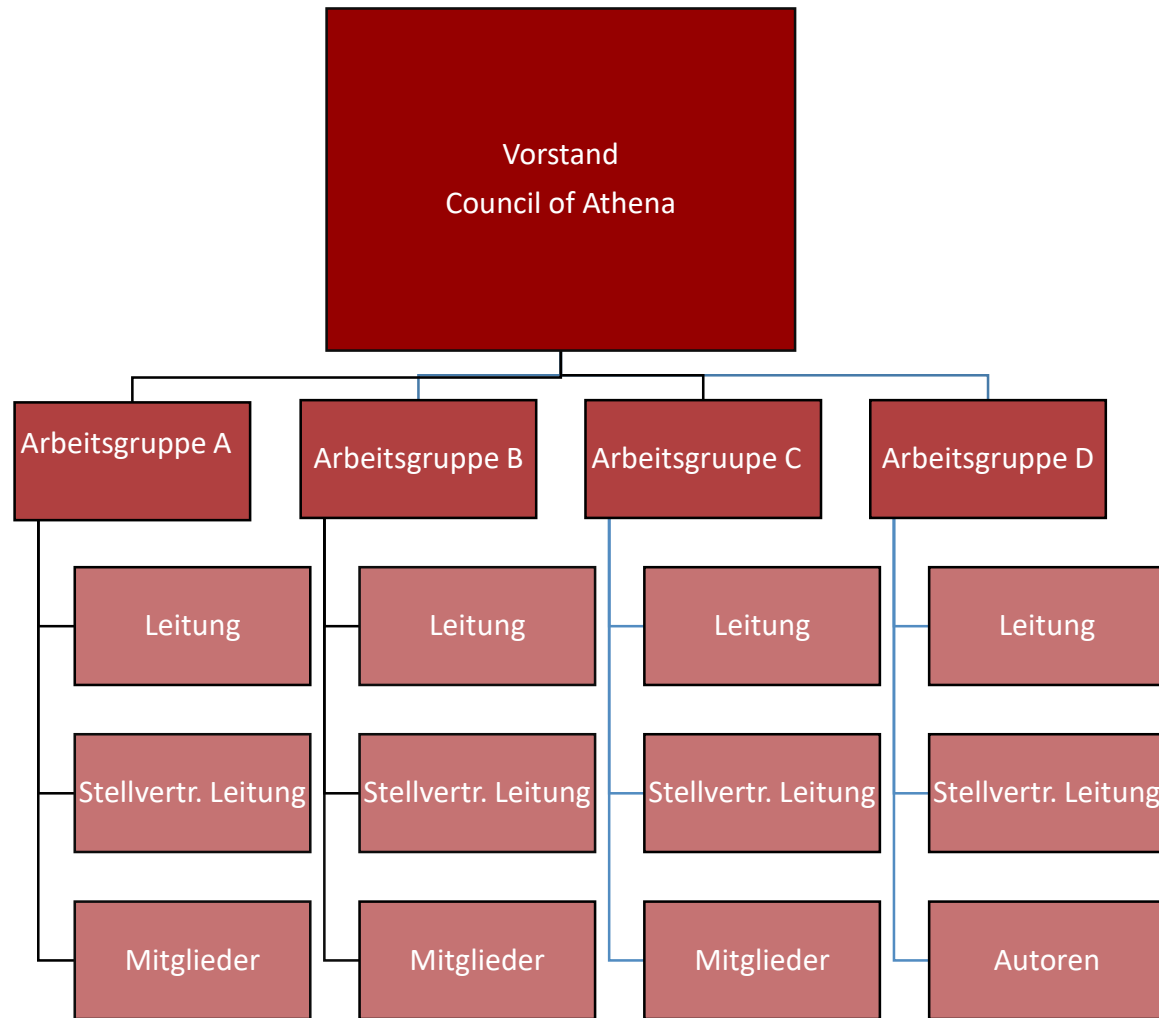 Vorstand
Council of Athena
Arbeitsgruppe A
Arbeitsgruppe B
Arbeitsgruupe C
Arbeitsgruppe D
Leitung
Leitung
Leitung
Leitung
Stellvertr. Leitung
Stellvertr. Leitung
Stellvertr. Leitung
Stellvertr. Leitung
Mitglieder
Mitglieder
Mitglieder
Autoren